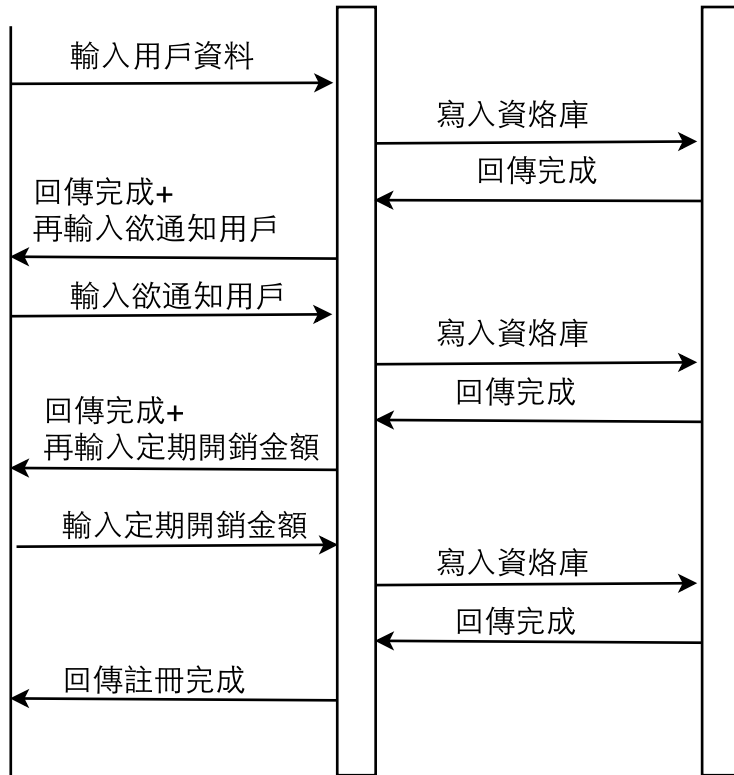 輸入用戶資料
寫入資烙庫
回傳完成
回傳完成+
再輸入欲通知用戶
輸入欲通知用戶
寫入資烙庫
回傳完成
回傳完成+
再輸入定期開銷金額
輸入定期開銷金額
寫入資烙庫
回傳完成
回傳註冊完成